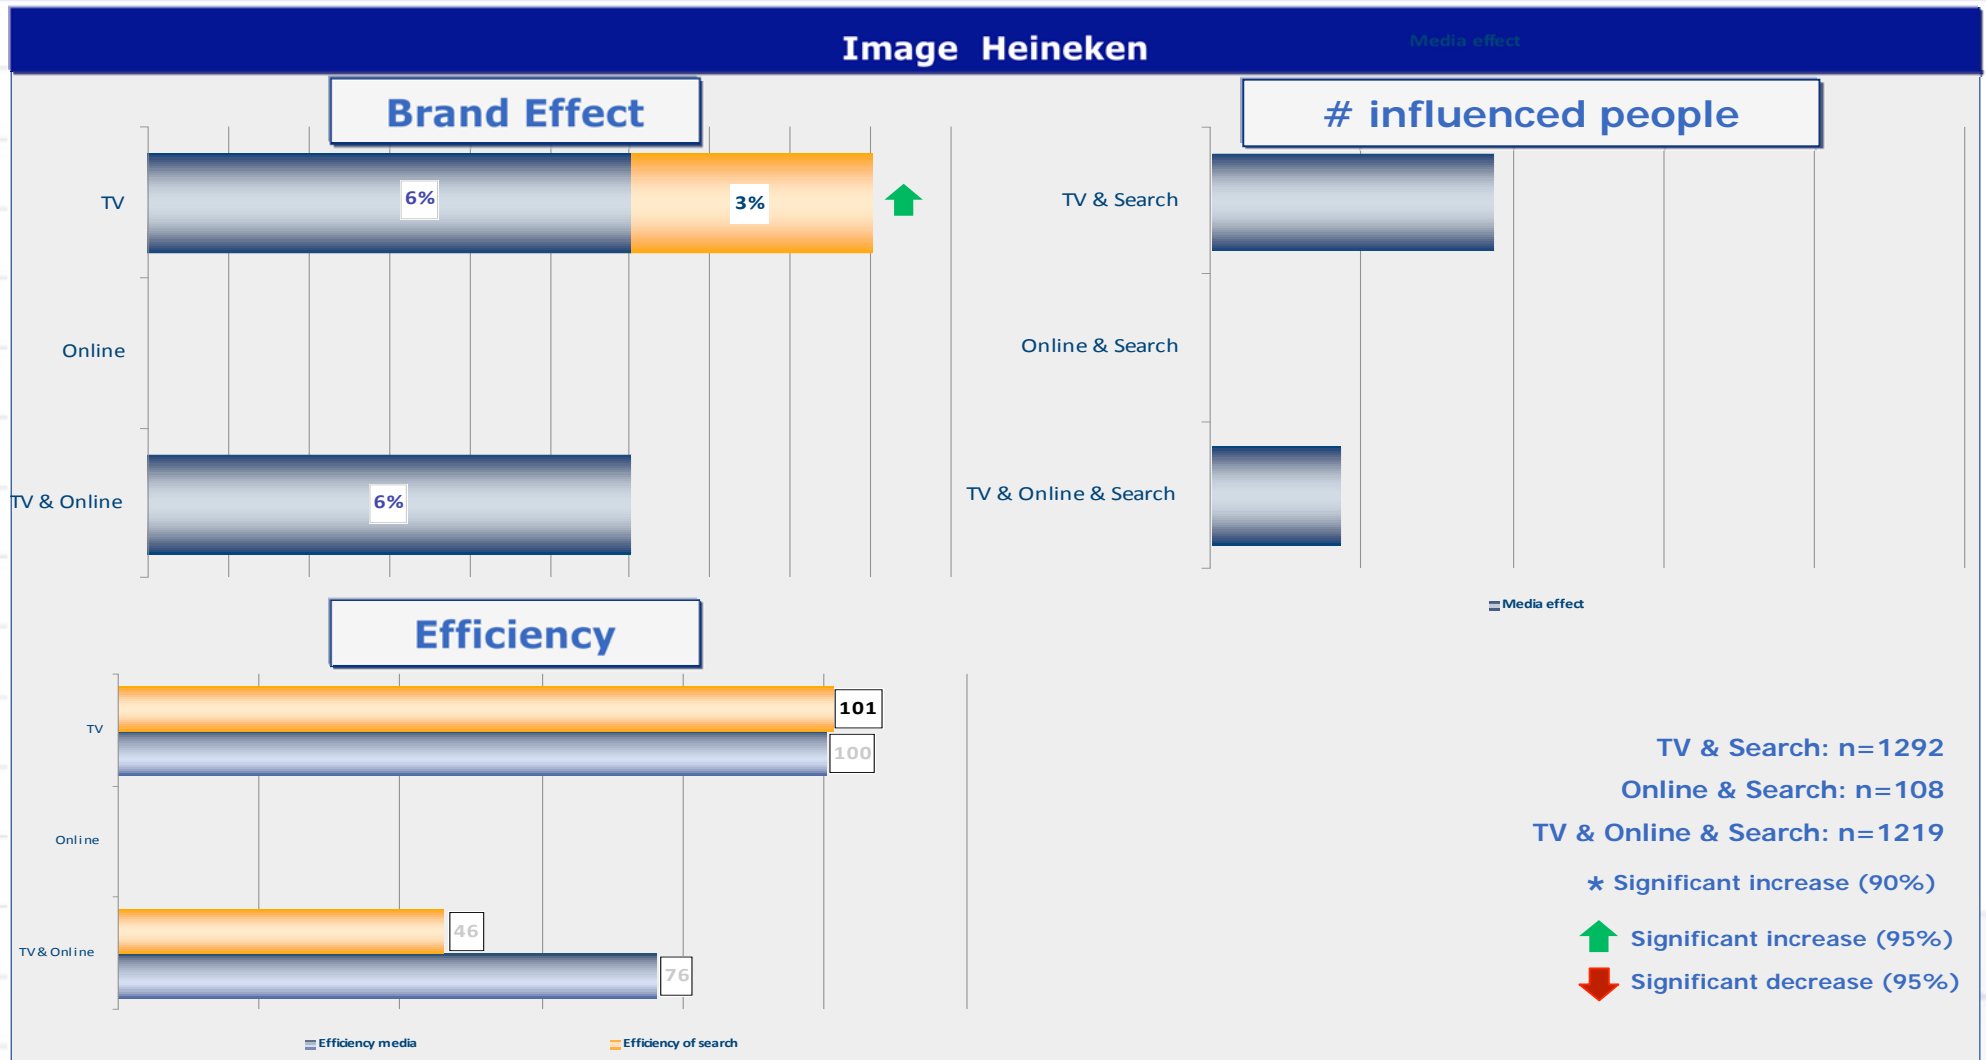 Image Heineken
Media effect
Brand Effect
# influenced people
TV
6%
3%
Online
TV & Online
6%
TV & Search
Online & Search
TV & Online & Search
Media effect
Efficiency
TV
101
100
Online
TV & Online
46
76
Efficiency media
Efficiency of search
TV & Search: n=1292
Online & Search: n=108
TV & Online & Search: n=1219
* Significant increase (90%)
Significant increase (95%)
Significant decrease (95%)